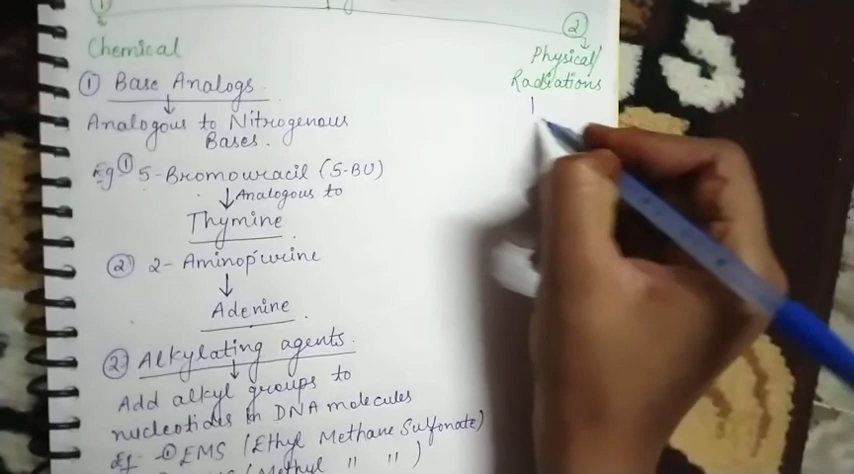 ①
②
Chemical
Physical/
Radiations
① Base Analogs
Analogous to Nitrogenous
Bases.
Eg ① 5-Bromouracil (5-BU)
Analogous to
Thymine
② 2-Aminopurine
Adenine
② Alkylating agents.
Add alkyl groups to
nucleotides in DNA molecules
Eg - ① EMS (Ethyl Methane Sulfonate)
(Methyl " " )